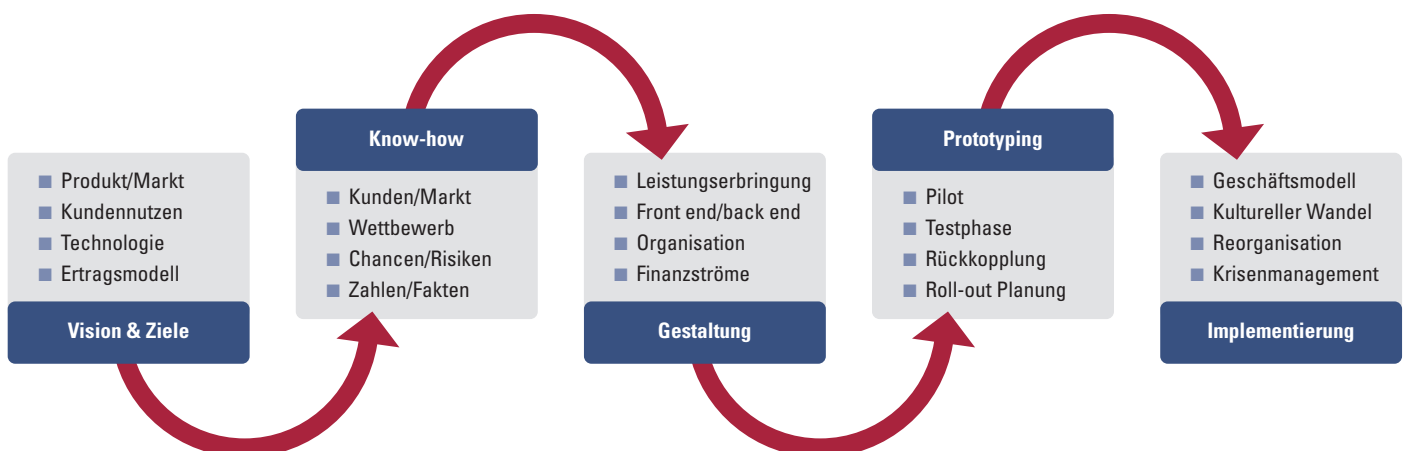 Produkt/Markt
Kundennutzen
Technologie
Ertragsmodell
Vision & Ziele
Know-how
Kunden/Markt
Wettbewerb
Chancen/Risiken
Zahlen/Fakten
Leistungserbringung
Front end/back end
Organisation
Finanzströme
Gestaltung
Prototyping
Pilot
Testphase
Rückkopplung
Roll-out Planung
Geschäftsmodell
Kultureller Wandel
Reorganisation
Krisenmanagement
Implementierung